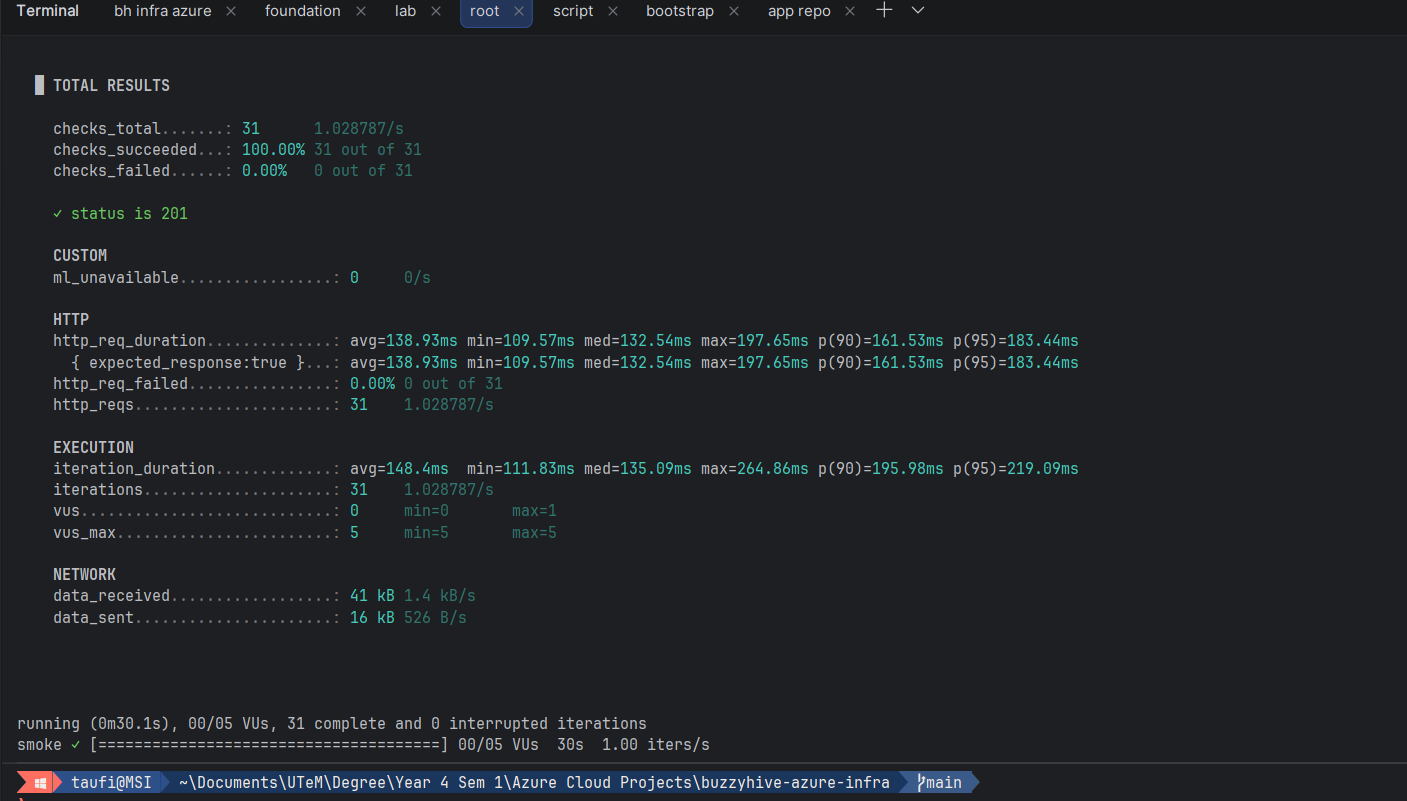 Terminal bh infra azure × foundation × lab × root × script × bootstrap × app repo × +
TOTAL RESULTS
checks_total.......: 31 1.028787/s
checks_succeeded...: 100.00% 31 out of 31
checks_failed......: 0.00% 0 out of 31
✓ status is 201
CUSTOM
ml_unavailable.................: 0 0/s
HTTP
http_req_duration..............: avg=138.93ms min=109.57ms med=132.54ms max=197.65ms p(90)=161.53ms p(95)=183.44ms
{ expected_response:true }...: avg=138.93ms min=109.57ms med=132.54ms max=197.65ms p(90)=161.53ms p(95)=183.44ms
http_req_failed................: 0.00% 0 out of 31
http_reqs......................: 31 1.028787/s
EXECUTION
iteration_duration.............: avg=148.4ms min=111.83ms med=135.09ms max=264.86ms p(90)=195.98ms p(95)=219.09ms
iterations.....................: 31 1.028787/s
vus............................: 0 min=0 max=1
vus_max........................: 5 min=5 max=5
NETWORK
data_received..................: 41 kB 1.4 kB/s
data_sent......................: 16 kB 526 B/s
running (0m30.1s), 00/05 VUs, 31 complete and 0 interrupted iterations
smoke ✓ [======================================] 00/05 VUs 30s 1.00 iters/s
taufi@MSI ~\Documents\UTeM\Degree\Year 4 Sem 1\Azure Cloud Projects\buzzyhive-azure-infra main